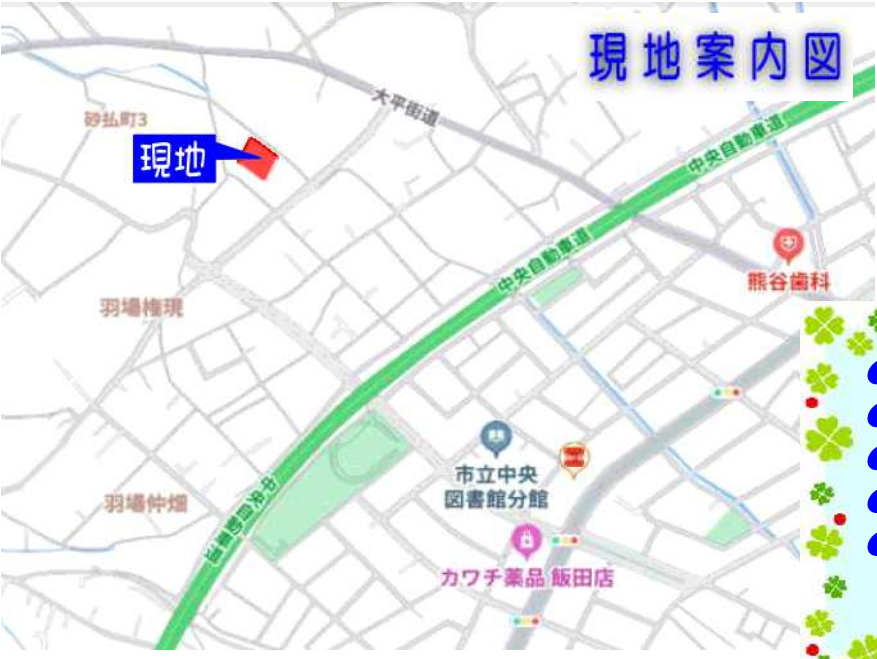 現地案内図
大平街道
中央自動車道
砂払町3
現地
中央自動車道
熊谷歯科
羽場権現
市立中央
図書館分館
羽場仲畑
中央自動車道
カワチ薬品 飯田店